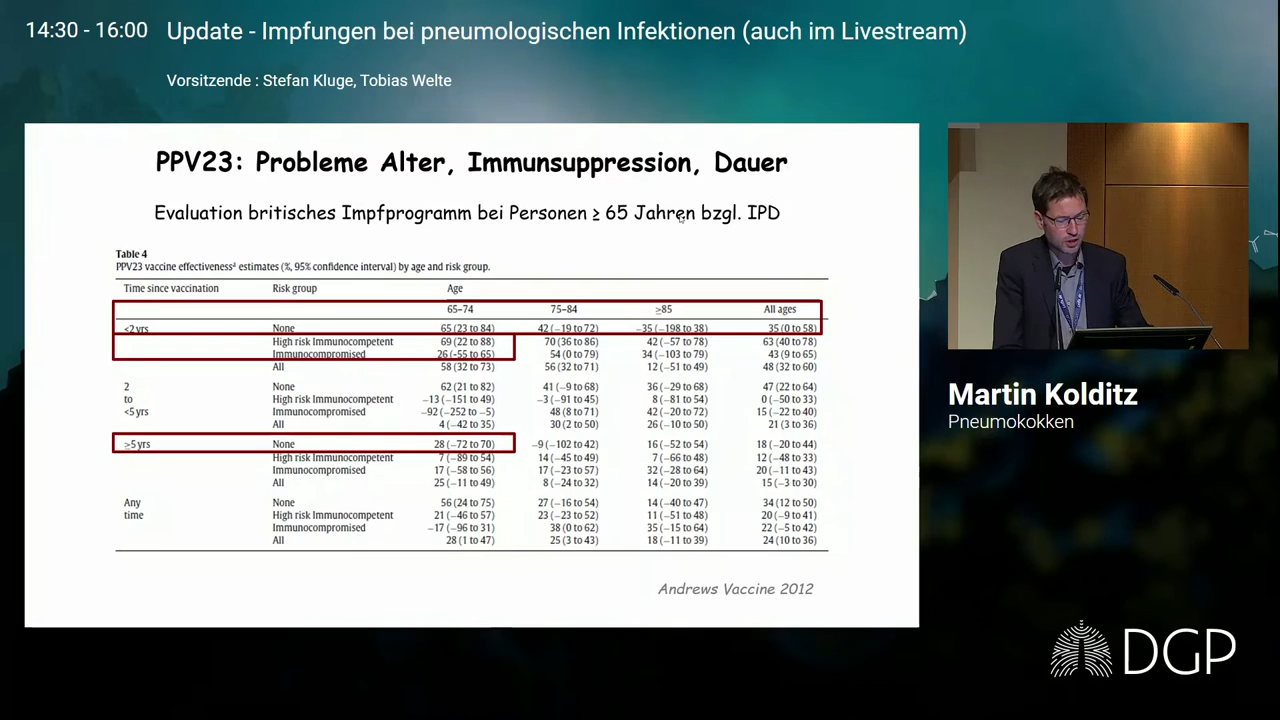 14:30 - 16:00 Update - Impfungen bei pneumologischen Infektionen (auch im Livestream)
Vorsitzende : Stefan Kluge, Tobias Welte
PPV23: Probleme Alter, Immunsuppression, Dauer
Evaluation britisches Impfprogramm bei Personen ≥ 65 Jahren bzgl. IPD
Table 4
PPV23 vaccine effectivenessᵃ estimates (%, 95% confidence interval) by age and risk group.
Time since vaccination Risk group Age
65–74 75–84 ≥85 All ages
<2 yrs None 65 (23 to 84) 42 (−19 to 72) −35 (−198 to 38) 35 (0 to 58)
High risk Immunocompetent 69 (22 to 88) 70 (36 to 86) 42 (−57 to 78) 63 (40 to 78)
Immunocompromised 26 (-55 to 65) 54 (0 to 79) 34 (−103 to 79) 43 (9 to 65)
All 58 (32 to 73) 56 (32 to 71) 12 (−51 to 49) 48 (32 to 60)
2 None 62 (21 to 82) 41 (−9 to 68) 36 (−29 to 68) 47 (22 to 64)
to High risk Immunocompetent −13 (−151 to 49) −3 (−91 to 45) 8 (−81 to 54) 0 (−50 to 33)
<5 yrs Immunocompromised −92 (−252 to −5) 48 (8 to 71) 42 (−20 to 72) 15 (−22 to 40)
All 4 (−42 to 35) 30 (2 to 50) 26 (−10 to 50) 21 (3 to 36)
≥5 yrs None 28 (−72 to 70) −9 (−102 to 42) 16 (−52 to 54) 18 (−20 to 44)
High risk Immunocompetent 7 (−89 to 54) 14 (−45 to 49) 7 (−66 to 48) 12 (−48 to 33)
Immunocompromised 17 (−58 to 56) 17 (−23 to 57) 32 (−28 to 64) 20 (−11 to 43)
All 25 (−11 to 49) 8 (−24 to 32) 14 (−20 to 39) 15 (−3 to 30)
Any None 56 (24 to 75) 27 (−16 to 54) 14 (−40 to 47) 34 (12 to 50)
time High risk Immunocompetent 21 (−46 to 57) 23 (−23 to 52) 11 (−51 to 48) 20 (−9 to 41)
Immunocompromised −17 (−96 to 31) 38 (0 to 62) 35 (−15 to 64) 22 (−5 to 42)
All 28 (1 to 47) 25 (3 to 43) 18 (−11 to 39) 24 (10 to 36)
Andrews Vaccine 2012
Martin Kolditz
Pneumokokken
DGP